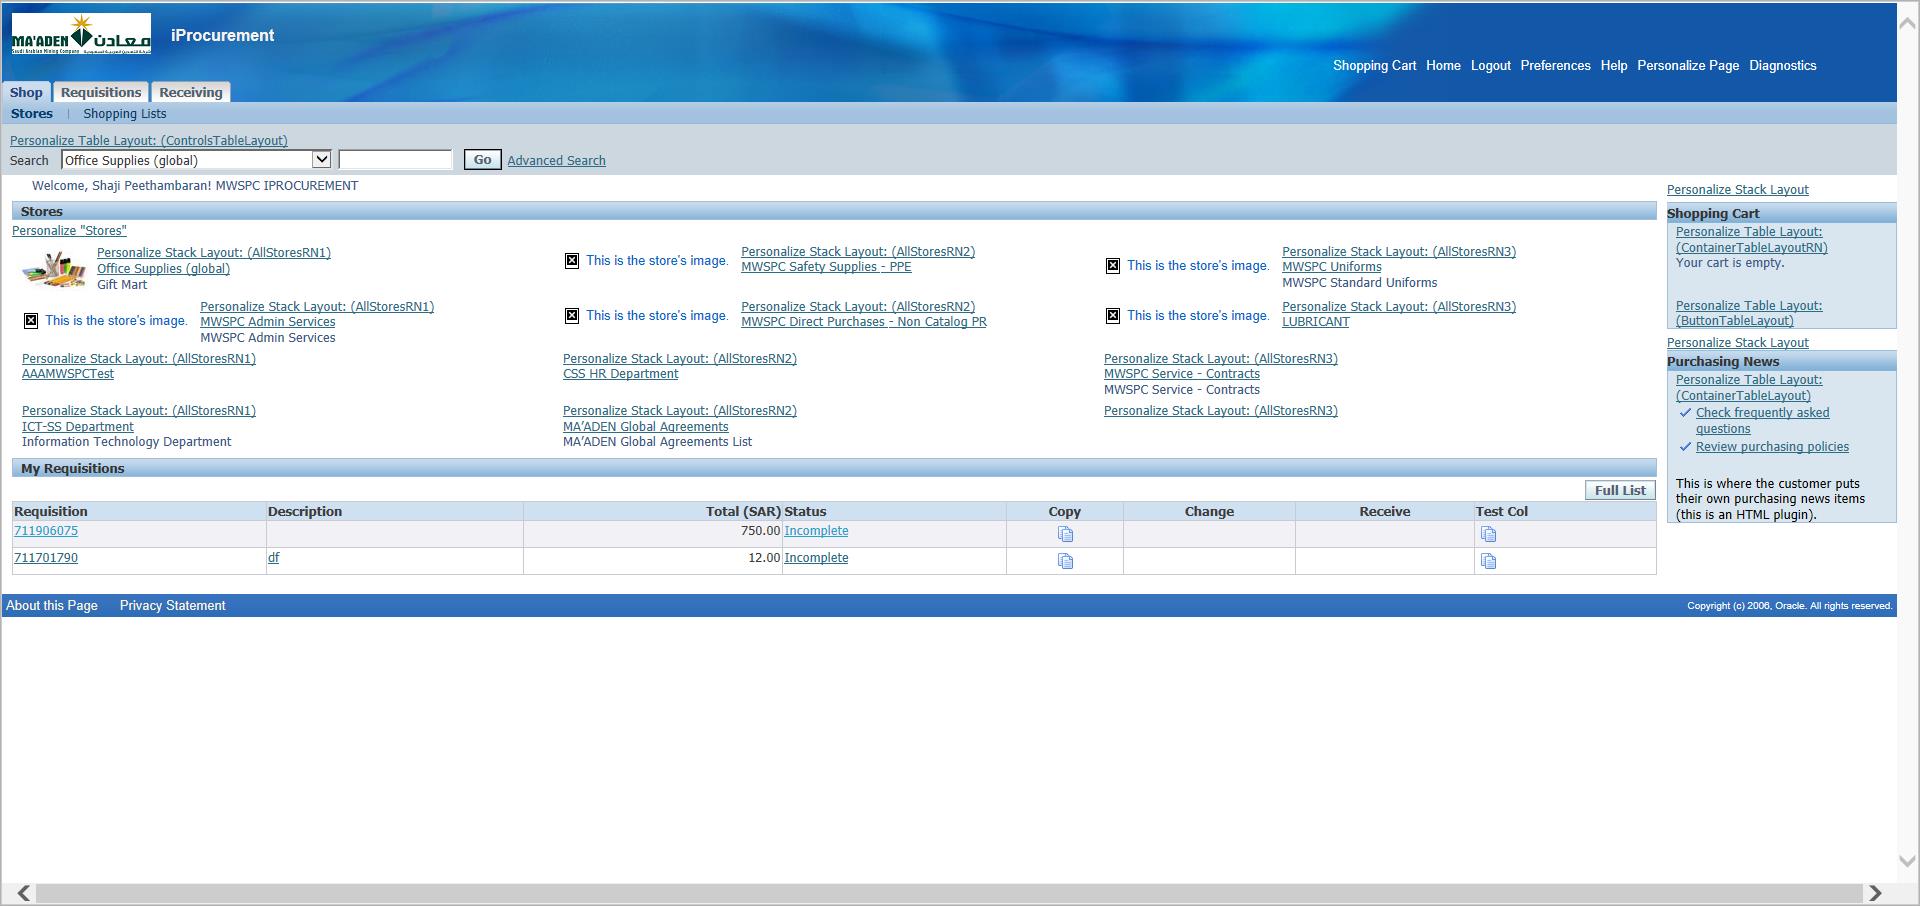 MA'ADEN معادن
Saudi Arabian Mining Company
iProcurement
Shopping Cart Home Logout Preferences Help Personalize Page Diagnostics
Shop Requisitions Receiving
Stores | Shopping Lists
Personalize Table Layout: (ControlsTableLayout)
Search Office Supplies (global) Go Advanced Search
Welcome, Shaji Peethambaran! MWSPC IPROCUREMENT
Stores
Personalize "Stores"
Personalize Stack Layout: (AllStoresRN1)
Office Supplies (global)
Gift Mart
This is the store's image.
Personalize Stack Layout: (AllStoresRN2)
MWSPC Safety Supplies - PPE
This is the store's image.
Personalize Stack Layout: (AllStoresRN3)
MWSPC Uniforms
MWSPC Standard Uniforms
This is the store's image.
Personalize Stack Layout: (AllStoresRN1)
MWSPC Admin Services
MWSPC Admin Services
This is the store's image.
Personalize Stack Layout: (AllStoresRN2)
MWSPC Direct Purchases - Non Catalog PR
This is the store's image.
Personalize Stack Layout: (AllStoresRN3)
LUBRICANT
Personalize Stack Layout: (AllStoresRN1)
AAAMWSPCTest
Personalize Stack Layout: (AllStoresRN2)
CSS HR Department
Personalize Stack Layout: (AllStoresRN3)
MWSPC Service - Contracts
MWSPC Service - Contracts
Personalize Stack Layout: (AllStoresRN1)
ICT-SS Department
Information Technology Department
Personalize Stack Layout: (AllStoresRN2)
MA'ADEN Global Agreements
MA'ADEN Global Agreements List
Personalize Stack Layout: (AllStoresRN3)
My Requisitions
Full List
Requisition Description Total (SAR) Status Copy Change Receive Test Col
711906075 750.00 Incomplete
711701790 df 12.00 Incomplete
Personalize Stack Layout
Shopping Cart
Personalize Table Layout:
(ContainerTableLayoutRN)
Your cart is empty.
Personalize Table Layout:
(ButtonTableLayout)
Personalize Stack Layout
Purchasing News
Personalize Table Layout:
(ContainerTableLayout)
Check frequently asked
questions
Review purchasing policies
This is where the customer puts
their own purchasing news items
(this is an HTML plugin).
About this Page Privacy Statement
Copyright (c) 2006, Oracle. All rights reserved.